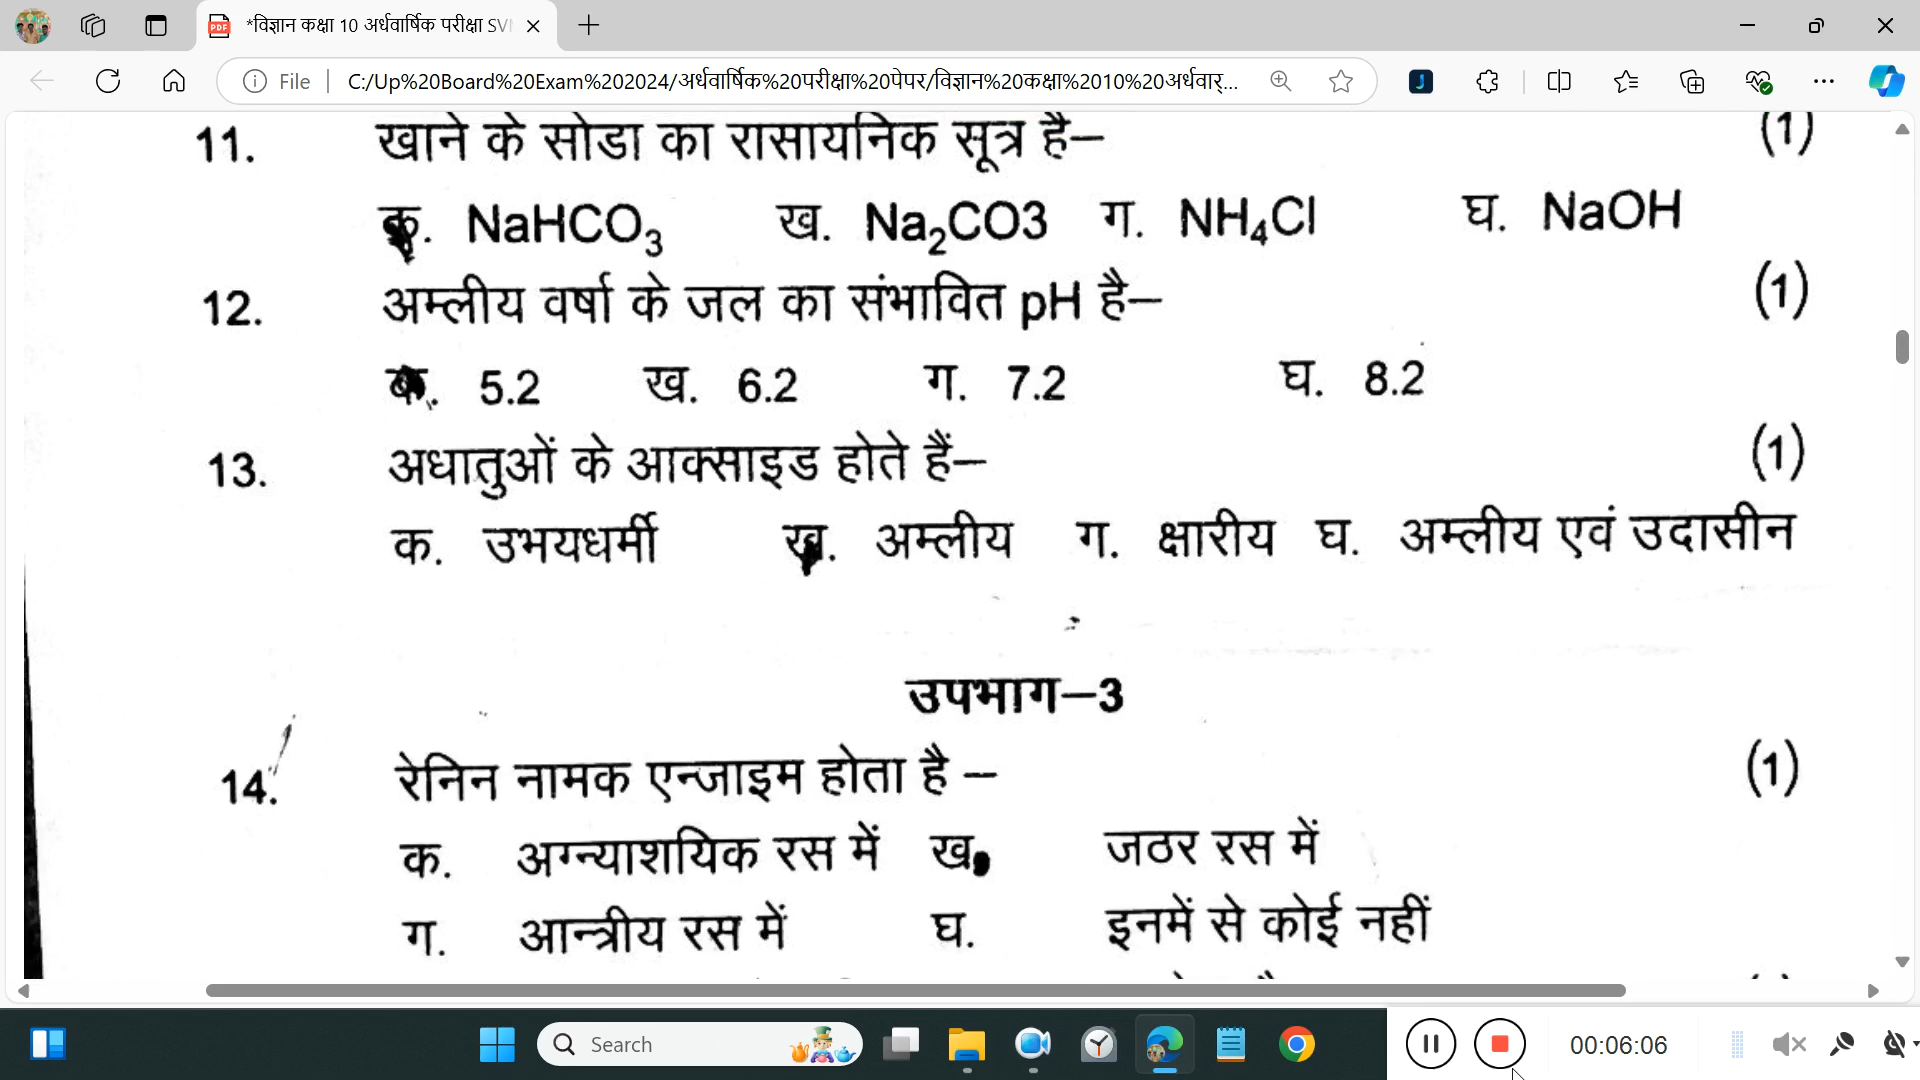 *विज्ञान कक्षा 10 अर्धवार्षिक परीक्षा SV
File
C:/Up%20Board%20Exam%202024/अर्धवार्षिक%20परीक्षा%20पेपर/विज्ञान%20कक्षा%2010%20अर्धवार्...
11. खाने के सोडा का रासायनिक सूत्र है– (1)
क. NaHCO₃ ख. Na₂CO3 ग. NH₄Cl घ. NaOH
12. अम्लीय वर्षा के जल का संभावित pH है– (1)
क. 5.2 ख. 6.2 ग. 7.2 घ. 8.2
13. अधातुओं के आक्साइड होते हैं– (1)
क. उभयधर्मी ख. अम्लीय ग. क्षारीय घ. अम्लीय एवं उदासीन
उपभाग–3
14. रेनिन नामक एन्जाइम होता है – (1)
क. अग्न्याशयिक रस में ख. जठर रस में
ग. आन्त्रीय रस में घ. इनमें से कोई नहीं
Search
00:06:06